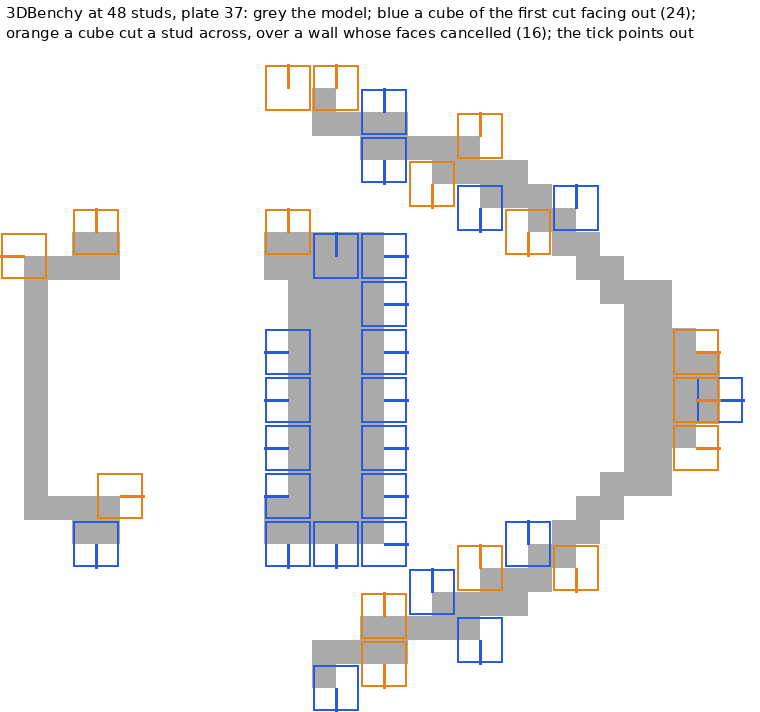 3DBenchy at 48 studs, plate 37: grey the model; blue a cube of the first cut facing out (24);
orange a cube cut a stud across, over a wall whose faces cancelled (16); the tick points out